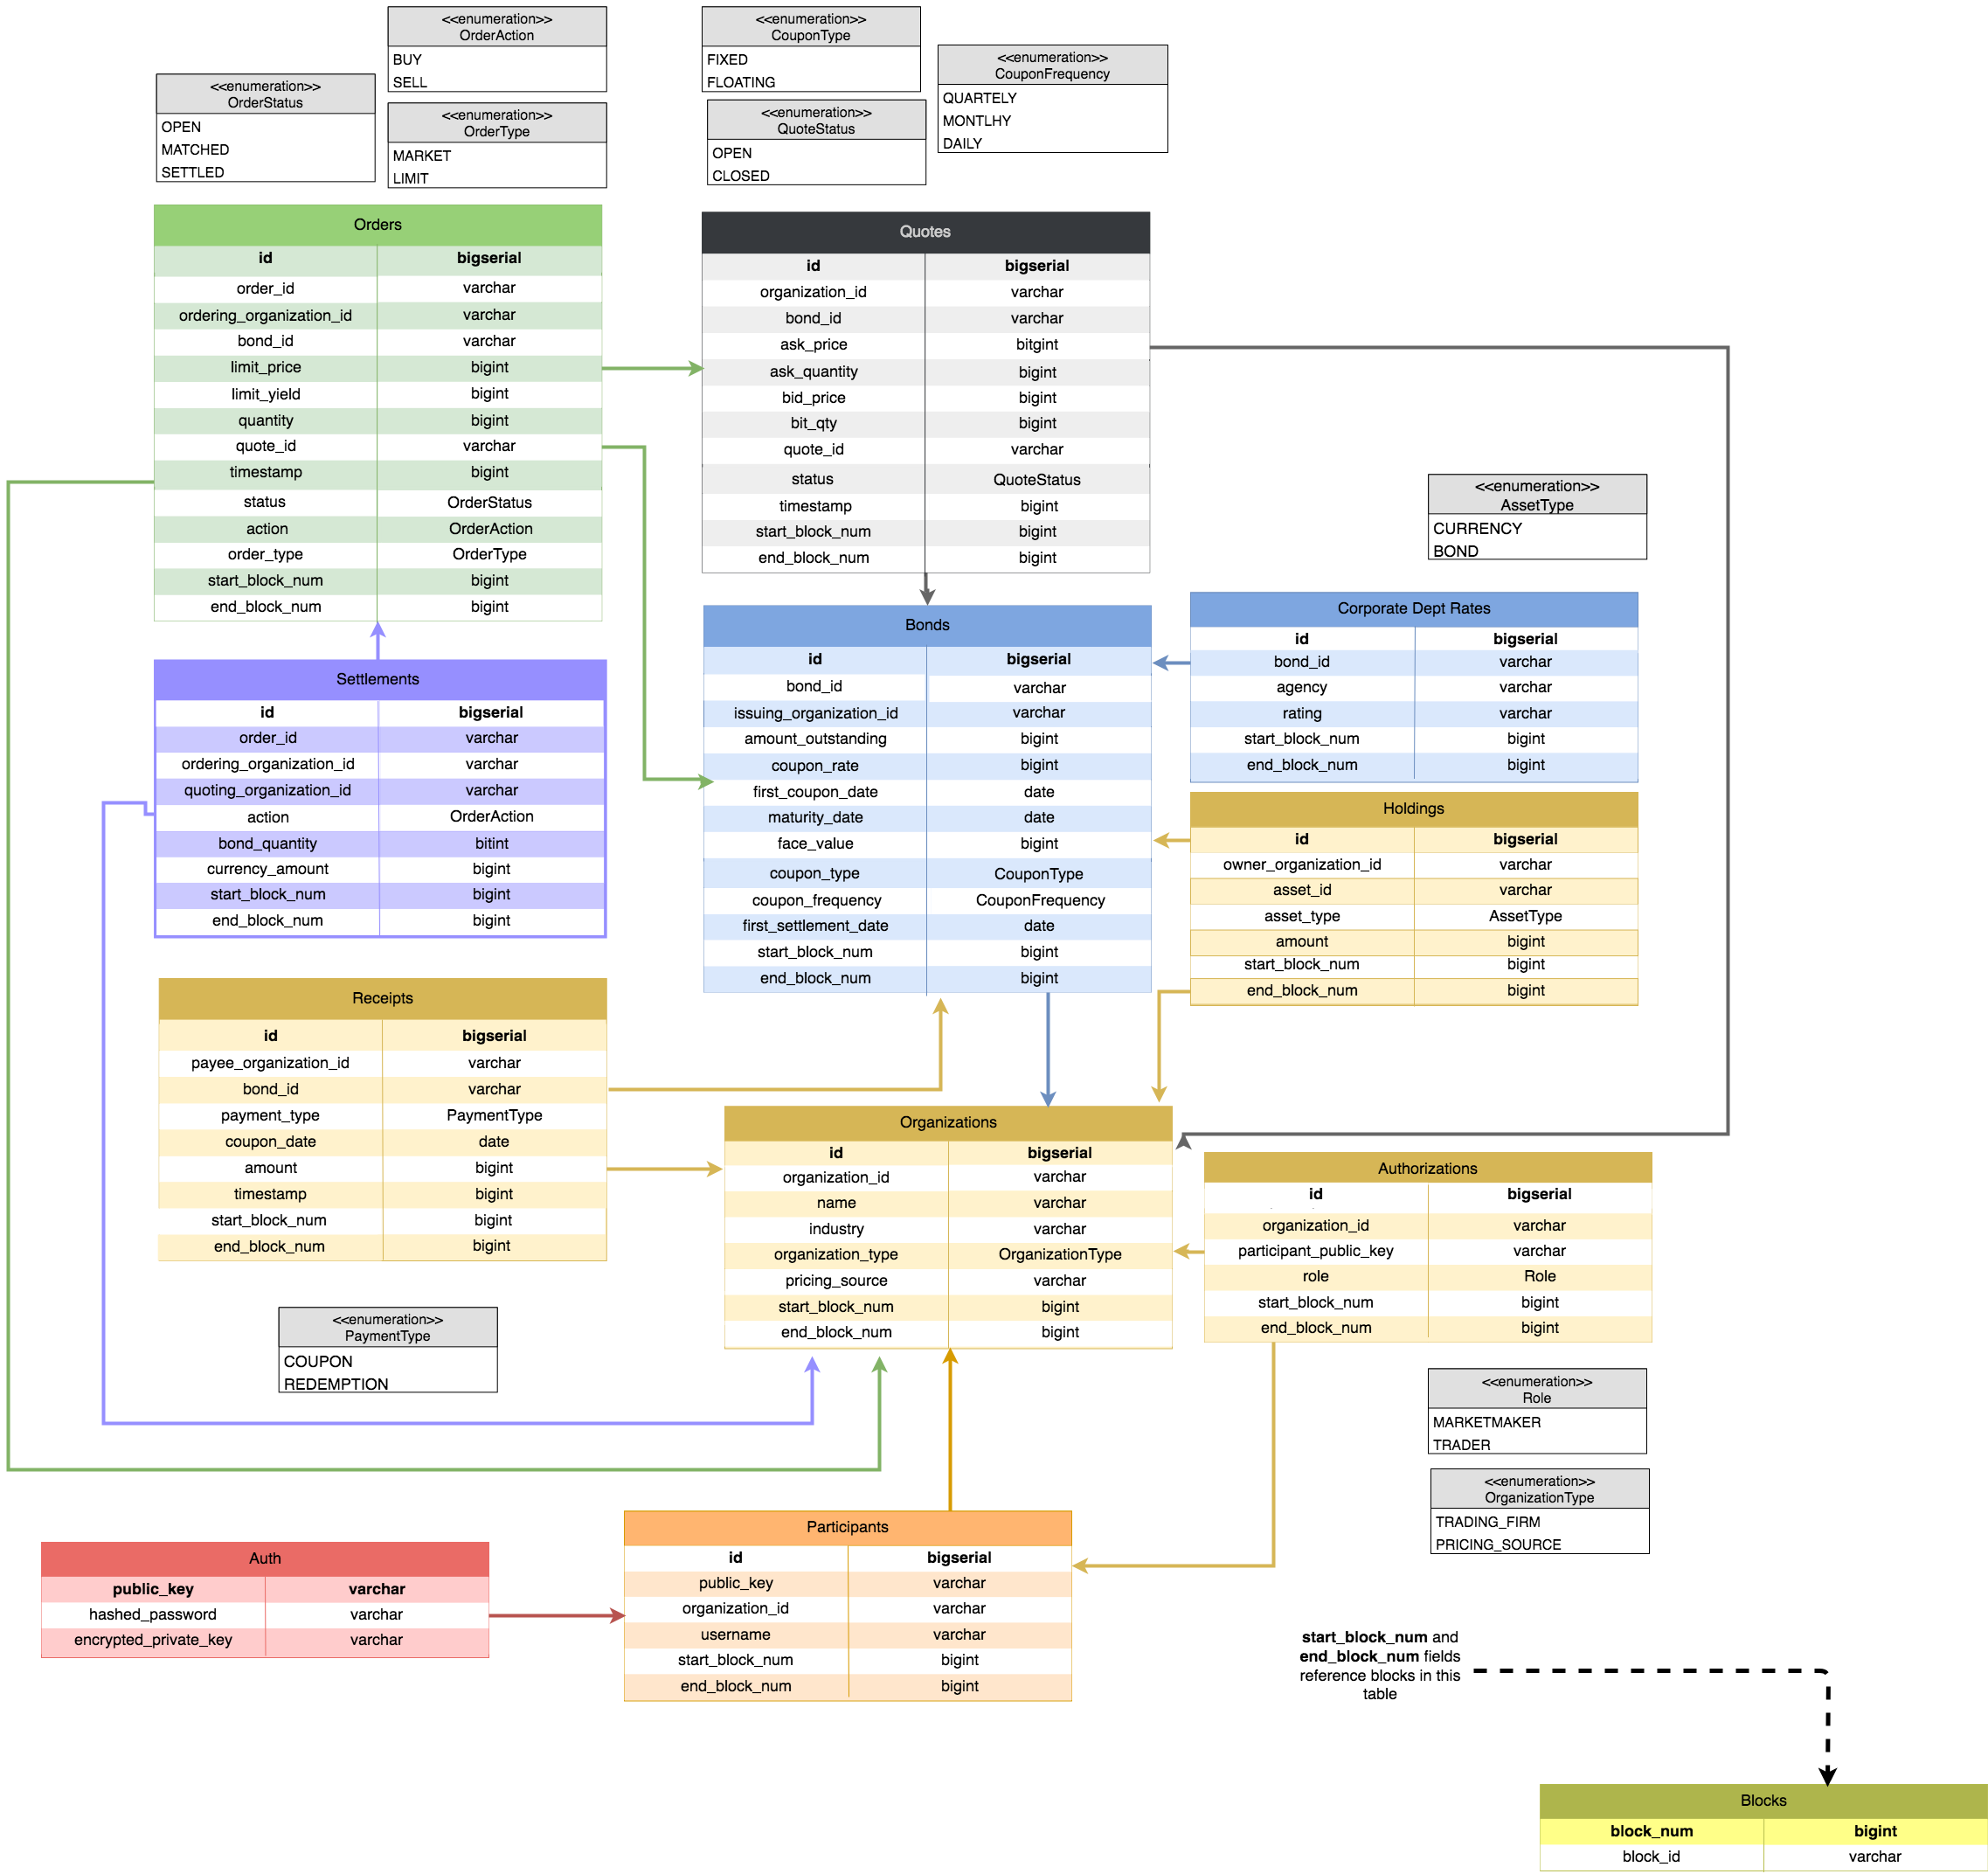 <<enumeration>>
OrderAction
BUY
SELL
<<enumeration>>
CouponType
FIXED
FLOATING
<<enumeration>>
CouponFrequency
QUARTELY
MONTLHY
DAILY
<<enumeration>>
OrderStatus
OPEN
MATCHED
SETTLED
<<enumeration>>
OrderType
MARKET
LIMIT
<<enumeration>>
QuoteStatus
OPEN
CLOSED
Orders
id bigserial
order_id varchar
ordering_organization_id varchar
bond_id varchar
limit_price bigint
limit_yield bigint
quantity bigint
quote_id varchar
timestamp bigint
status OrderStatus
action OrderAction
order_type OrderType
start_block_num bigint
end_block_num bigint
Quotes
id bigserial
organization_id varchar
bond_id varchar
ask_price bitgint
ask_quantity bigint
bid_price bigint
bit_qty bigint
quote_id varchar
status QuoteStatus
timestamp bigint
start_block_num bigint
end_block_num bigint
<<enumeration>>
AssetType
CURRENCY
BOND
Settlements
id bigserial
order_id varchar
ordering_organization_id varchar
quoting_organization_id varchar
action OrderAction
bond_quantity bitint
currency_amount bigint
start_block_num bigint
end_block_num bigint
Bonds
id bigserial
bond_id varchar
issuing_organization_id varchar
amount_outstanding bigint
coupon_rate bigint
first_coupon_date date
maturity_date date
face_value bigint
coupon_type CouponType
coupon_frequency CouponFrequency
first_settlement_date date
start_block_num bigint
end_block_num bigint
Corporate Dept Rates
id bigserial
bond_id varchar
agency varchar
rating varchar
start_block_num bigint
end_block_num bigint
Holdings
id bigserial
owner_organization_id varchar
asset_id varchar
asset_type AssetType
amount bigint
start_block_num bigint
end_block_num bigint
Receipts
id bigserial
payee_organization_id varchar
bond_id varchar
payment_type PaymentType
coupon_date date
amount bigint
timestamp bigint
start_block_num bigint
end_block_num bigint
Organizations
id bigserial
organization_id varchar
name varchar
industry varchar
organization_type OrganizationType
pricing_source varchar
start_block_num bigint
end_block_num bigint
Authorizations
id bigserial
organization_id varchar
participant_public_key varchar
role Role
start_block_num bigint
end_block_num bigint
<<enumeration>>
PaymentType
COUPON
REDEMPTION
<<enumeration>>
Role
MARKETMAKER
TRADER
<<enumeration>>
OrganizationType
TRADING_FIRM
PRICING_SOURCE
Auth
public_key varchar
hashed_password varchar
encrypted_private_key varchar
Participants
id bigserial
public_key varchar
organization_id varchar
username varchar
start_block_num bigint
end_block_num bigint
start_block_num and
end_block_num fields
reference blocks in this
table
Blocks
block_num bigint
block_id varchar